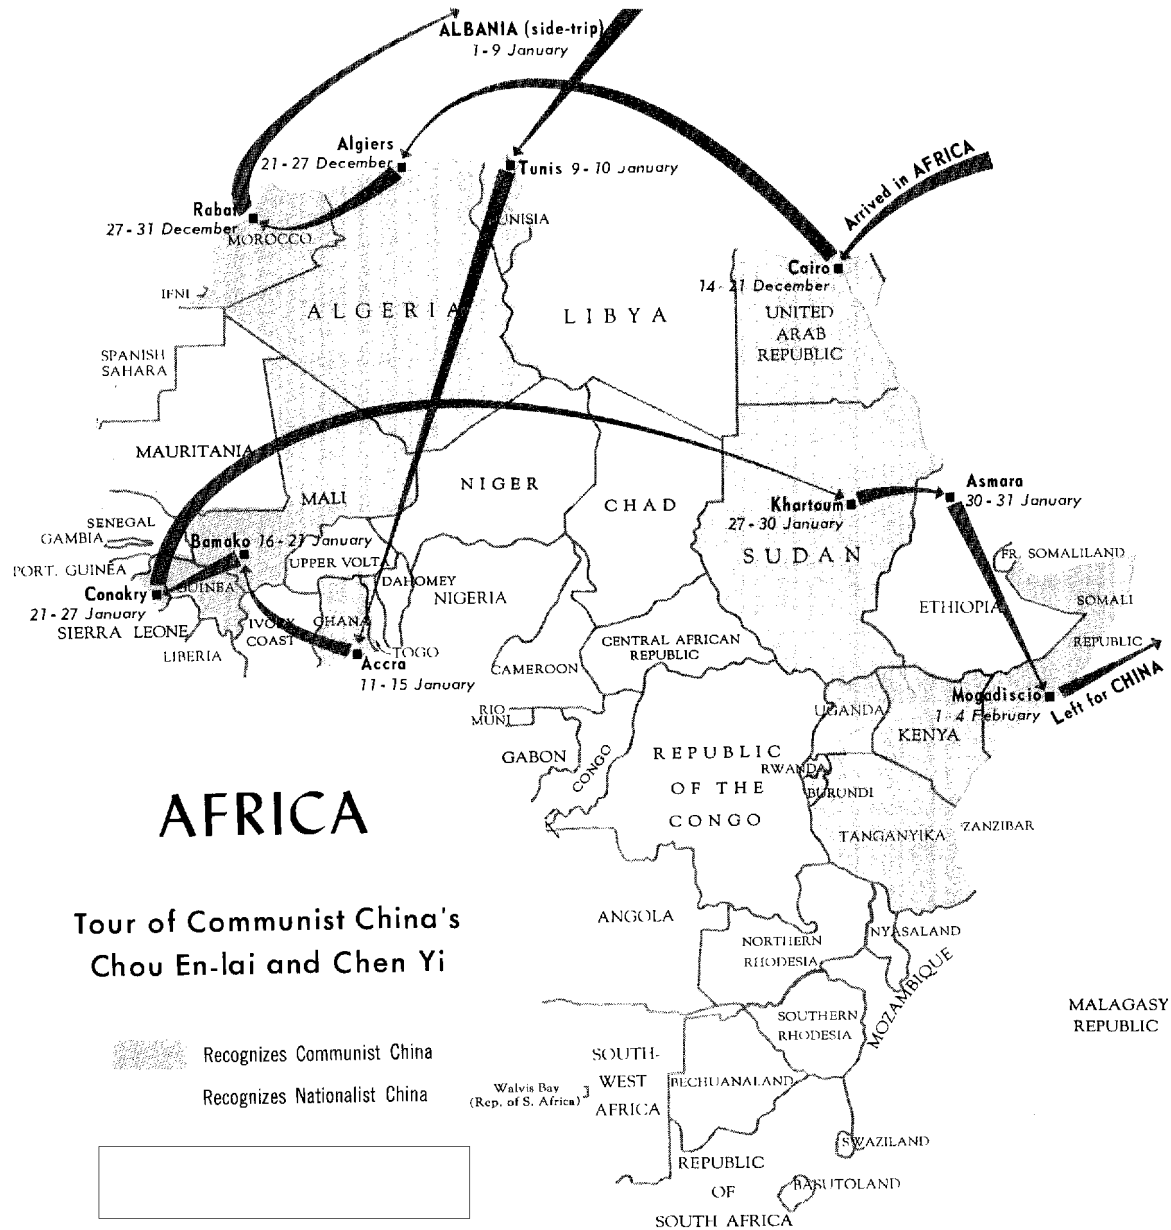 ALBANIA (side-trip)
1-9 January
Algiers
21-27 December
Tunis 9-10 January
Arrived in AFRICA
Rabat
27-31 December
MOROCCO
TUNISIA
Cairo
14-21 December
IFNI
ALGERIA
LIBYA
UNITED
ARAB
REPUBLIC
SPANISH
SAHARA
MAURITANIA
MALI
NIGER
CHAD
Khartoum
27-30 January
SUDAN
Asmara
30-31 January
SENEGAL
GAMBIA
Bamako 16-21 January
PORT. GUINEA
UPPER VOLTA
DAHOMEY
NIGERIA
FR. SOMALILAND
Conakry
21-27 January
GUINEA
SIERRA LEONE
LIBERIA
IVORY
COAST
GHANA
TOGO
Accra
11-15 January
ETHIOPIA
SOMALI
REPUBLIC
CENTRAL AFRICAN
REPUBLIC
CAMEROON
Mogadiscio
1-4 February
Left for CHINA
RIO
MUNI
GABON
CONGO
UGANDA
KENYA
REPUBLIC
OF THE
CONGO
RWANDA
BURUNDI
TANGANYIKA
ZANZIBAR
AFRICA
Tour of Communist China's
Chou En-lai and Chen Yi
ANGOLA
NORTHERN
RHODESIA
NYASALAND
MOZAMBIQUE
MALAGASY
REPUBLIC
SOUTHERN
RHODESIA
Recognizes Communist China
Recognizes Nationalist China
SOUTH-
WEST
AFRICA
Walvis Bay
(Rep. of S. Africa)
BECHUANALAND
SWAZILAND
BASUTOLAND
REPUBLIC
OF
SOUTH AFRICA